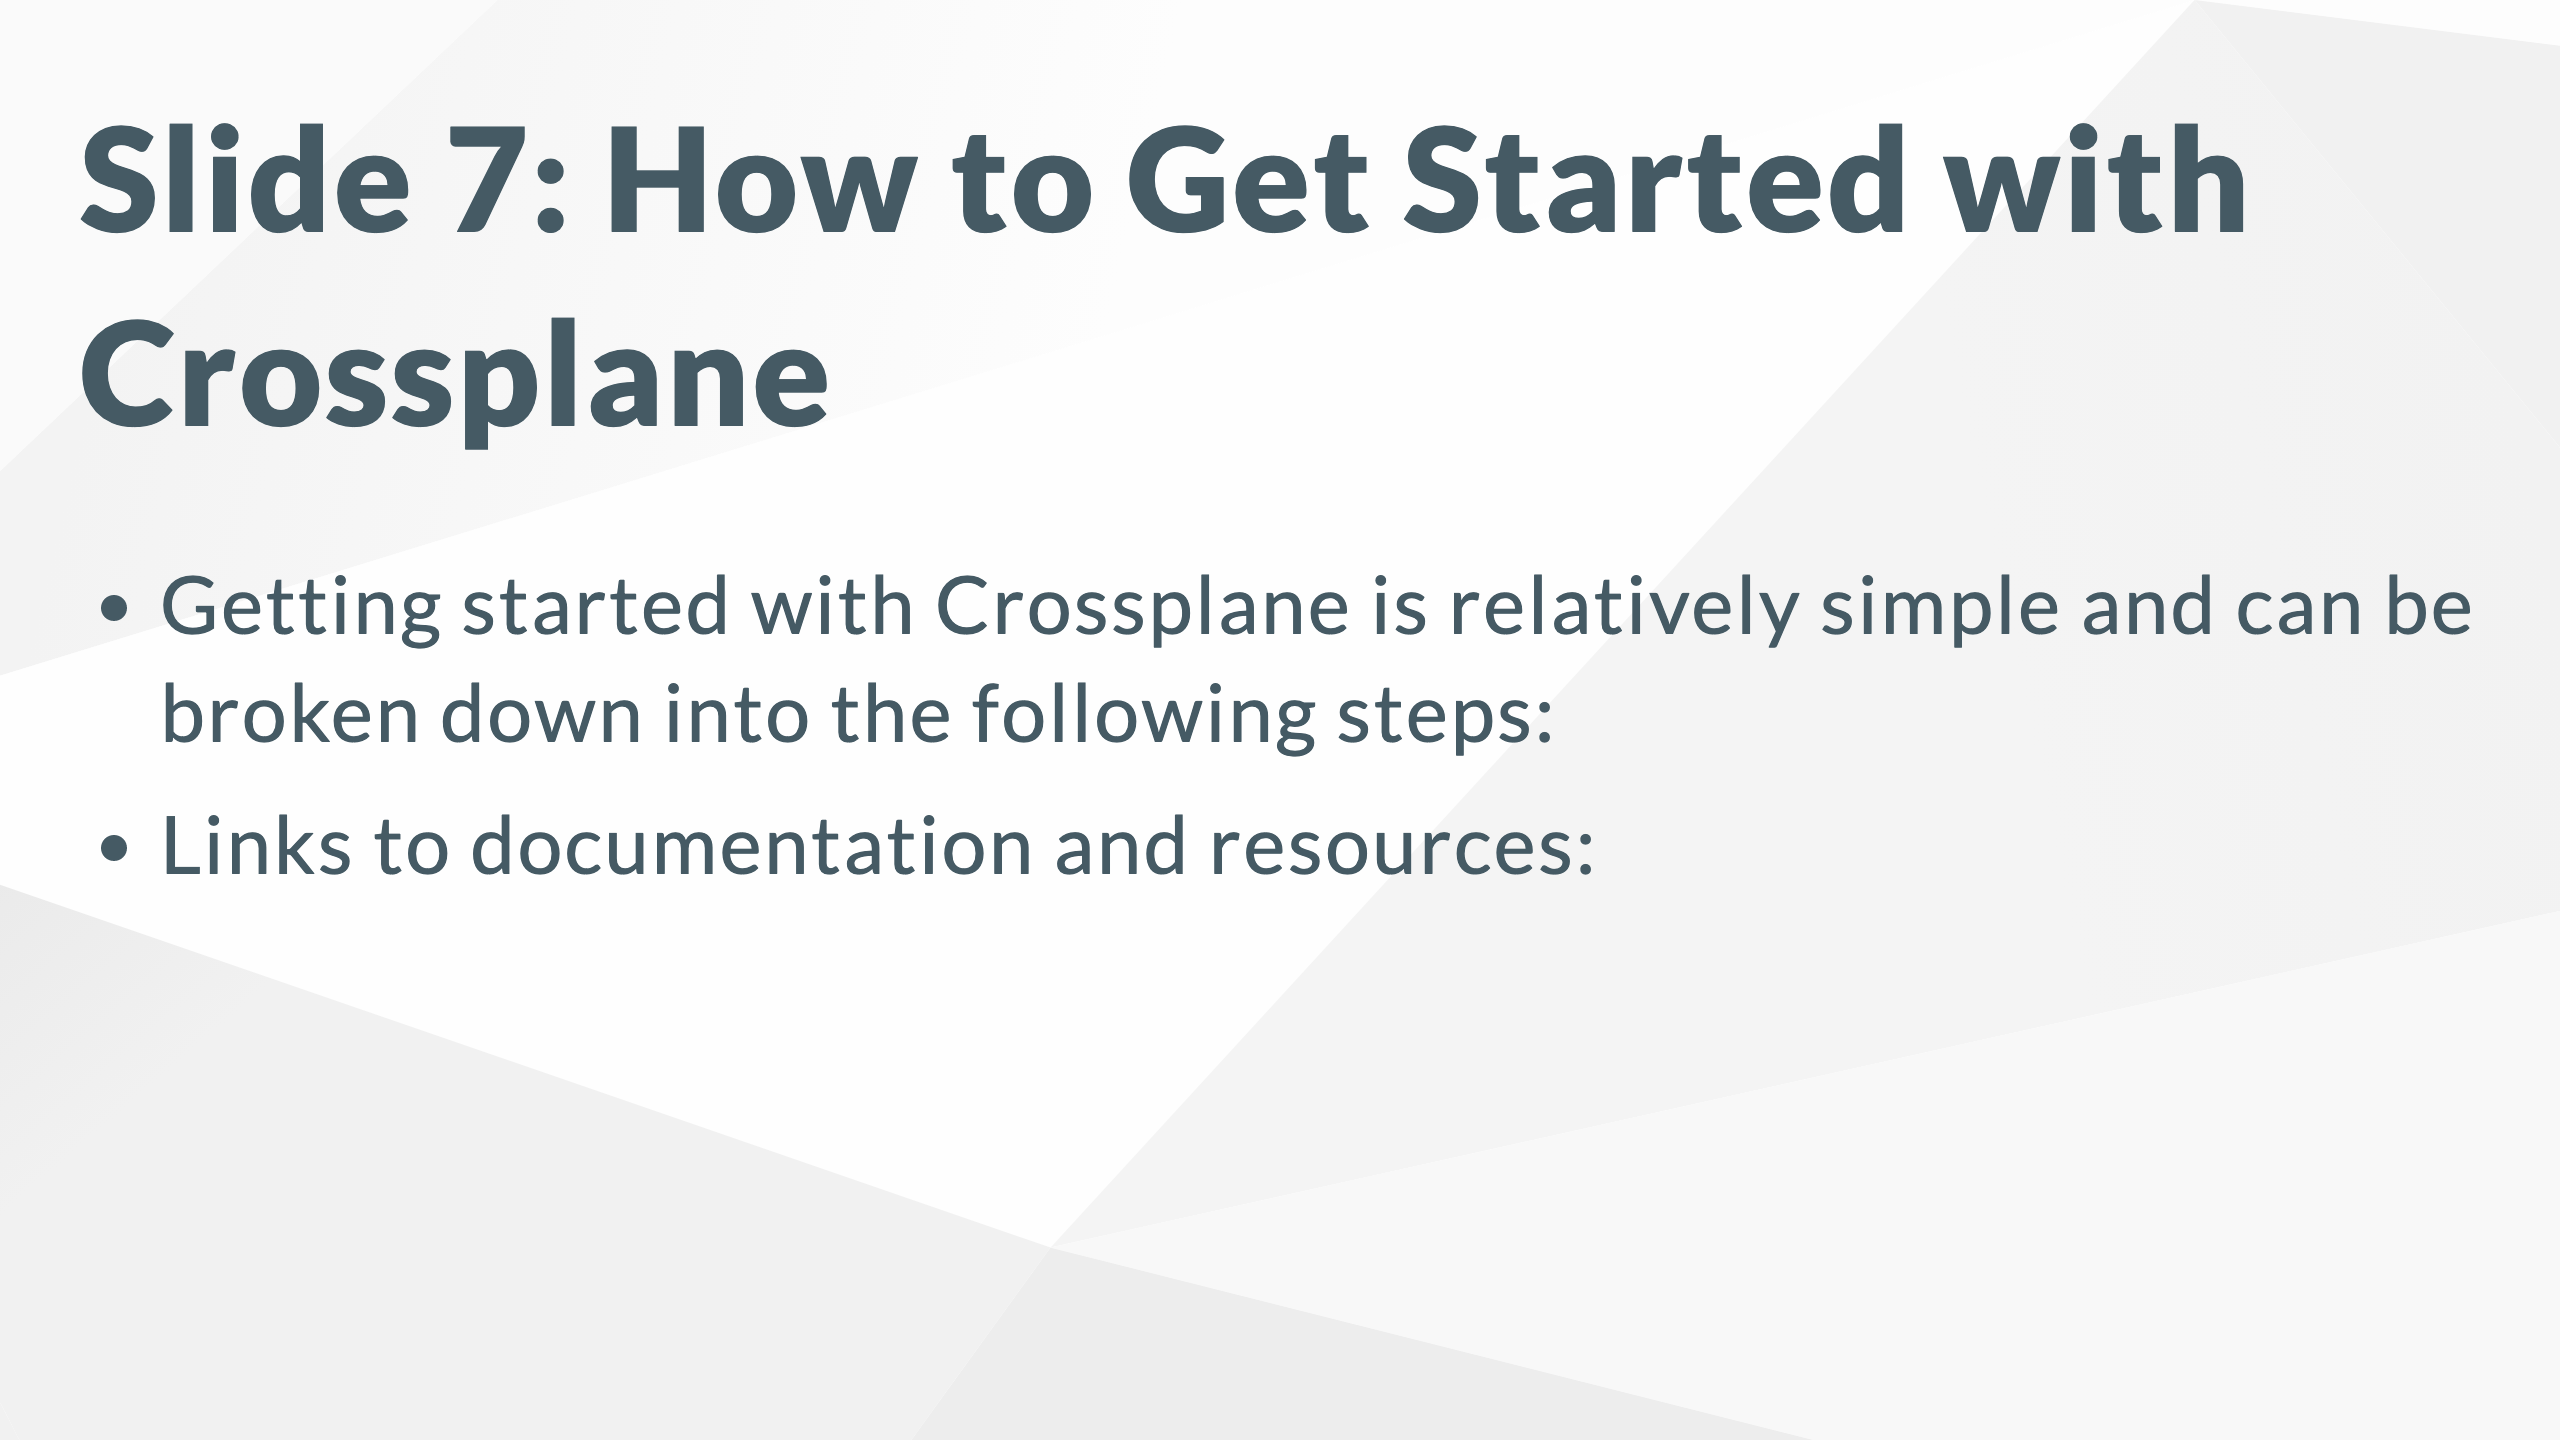 Slide 7: How to Get Started with
Crossplane
• Getting started with Crossplane is relatively simple and can be
broken down into the following steps:
• Links to documentation and resources: